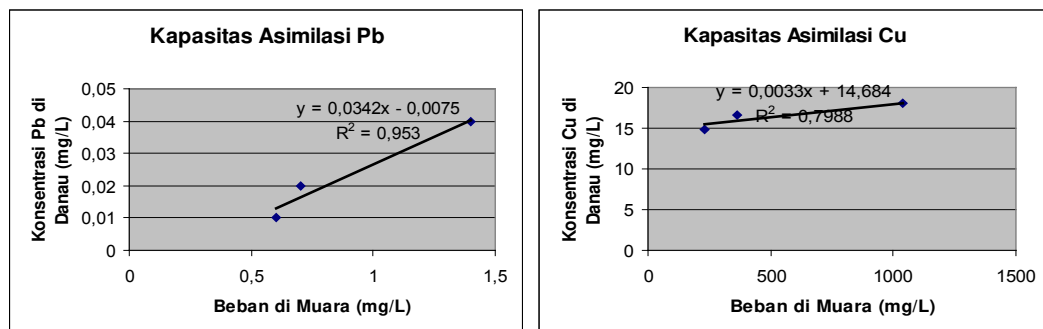 Kapasitas Asimilasi Pb
Konsentrasi Pb di
Danau (mg/L)
0,05
0,04
0,03
0,02
0,01
0
y = 0,0342x - 0,0075
R² = 0,953
0
0,5
1
1,5
Beban di Muara (mg/L)
Kapasitas Asimilasi Cu
Konsentrasi Cu di
Danau (mg/L)
20
15
10
5
0
y = 0,0033x + 14,684
R² = 0,7988
0
500
1000
1500
Beban di Muara (mg/L)